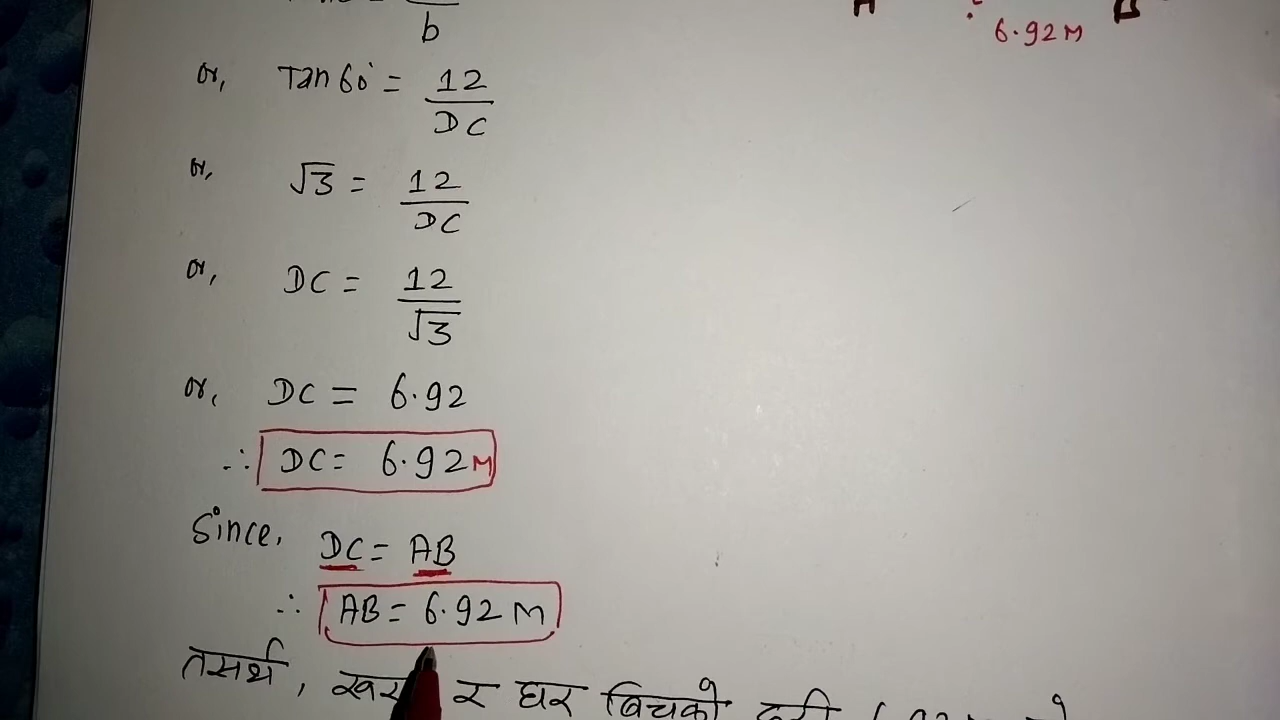 b
6.92M
or, Tan 60° = 12/DC
or, √3 = 12/DC
or, DC = 12/√3
or, DC = 6.92
∴ DC = 6.92M
Since, DC = AB
∴ AB = 6.92 M
तसर्थ, र घर बिचको